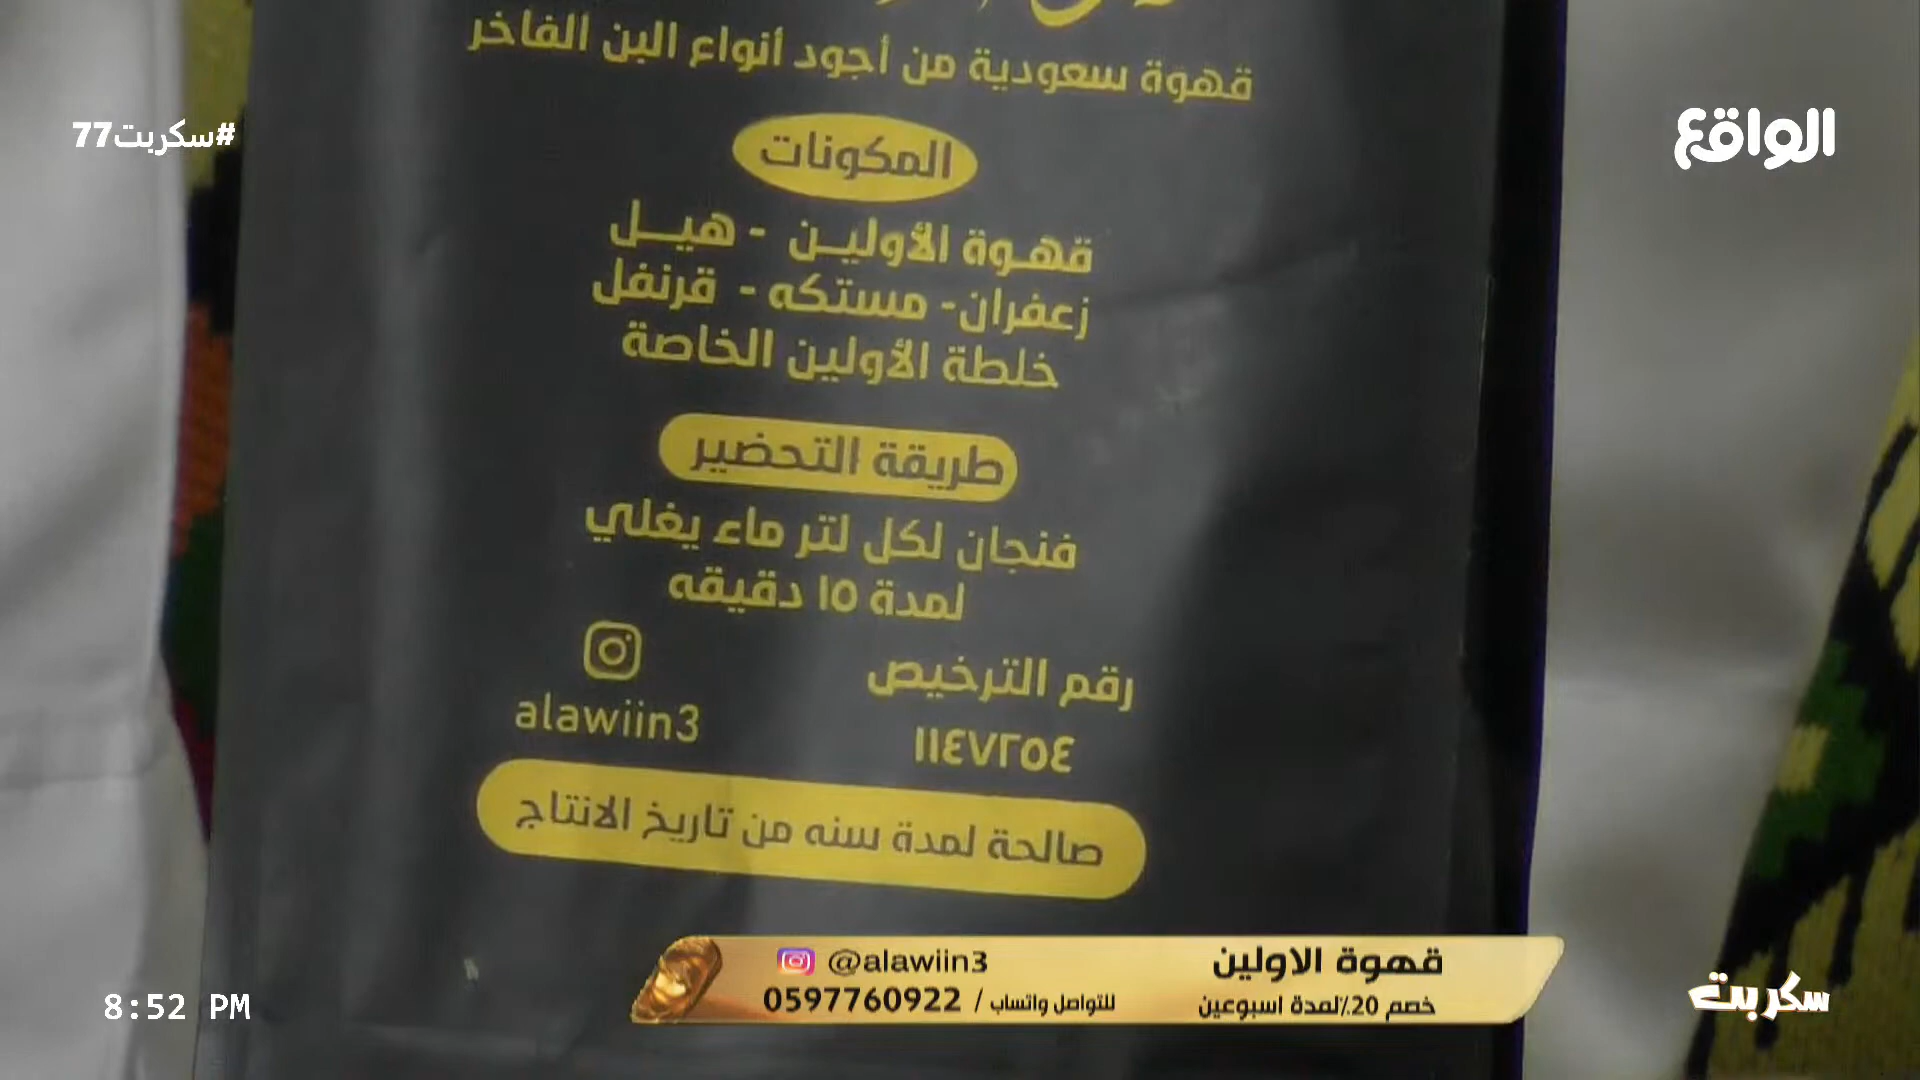 قهوة سعودية من أجود أنواع البن الفاخر
#سكربت77
الواقع
المكونات
قهوة الأولين - هيل
زعفران- مستكه - قرنفل
خلطة الأولين الخاصة
طريقة التحضير
فنجان لكل لتر ماء يغلي
لمدة ١٥ دقيقه
رقم الترخيص
١١٤٧٢٥٤
alawiin3
صالحة لمدة سنه من تاريخ الانتاج
قهوة الاولين
@alawiin3
خصم 20٪لمدة اسبوعين
للتواصل واتساب / 0597760922
8:52 PM
سكربت